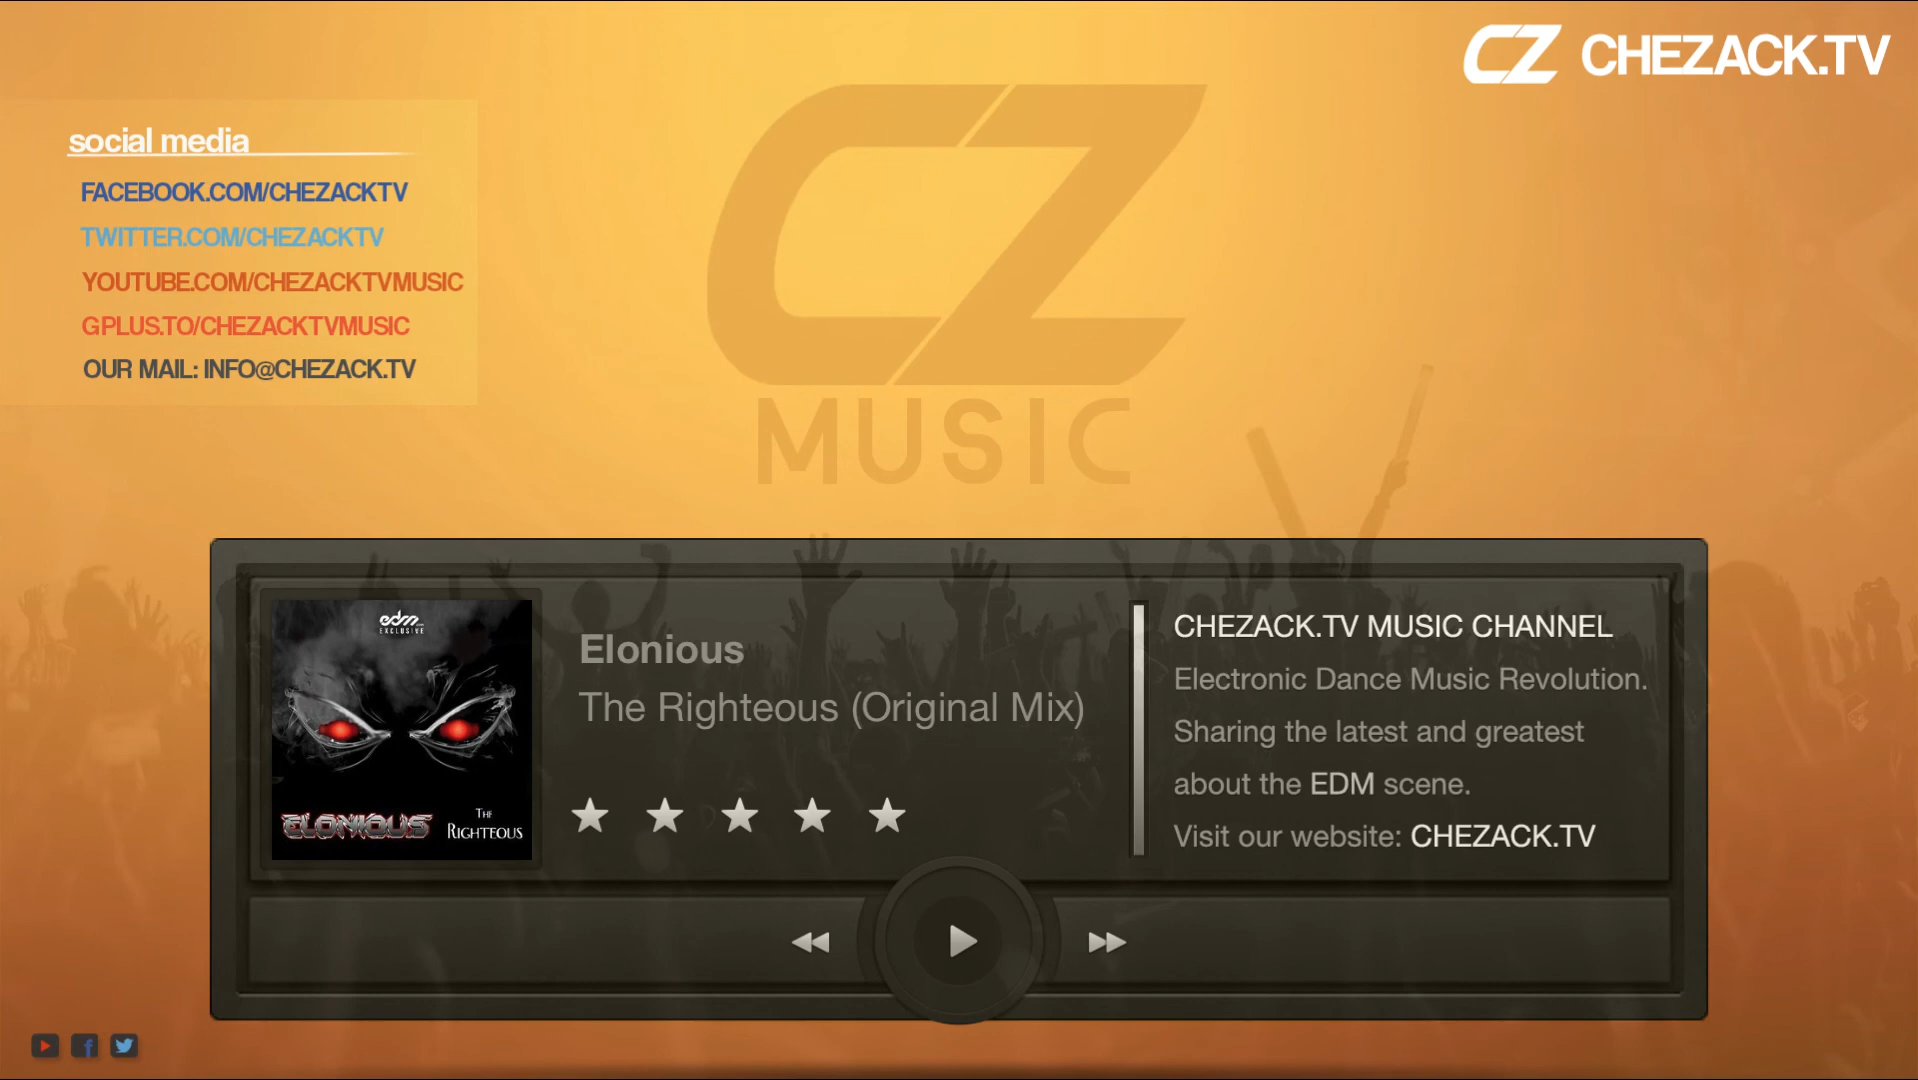 CZ CHEZACK.TV
social media
FACEBOOK.COM/CHEZACKTV
TWITTER.COM/CHEZACKTV
YOUTUBE.COM/CHEZACKTVMUSIC
GPLUS.TO/CHEZACKTVMUSIC
OUR MAIL: INFO@CHEZACK.TV
CZ
MUSIC
edm.com
EXCLUSIVE
ELONIOUS
THE
RIGHTEOUS
Elonious
The Righteous (Original Mix)
CHEZACK.TV MUSIC CHANNEL
Electronic Dance Music Revolution.
Sharing the latest and greatest
about the EDM scene.
Visit our website: CHEZACK.TV